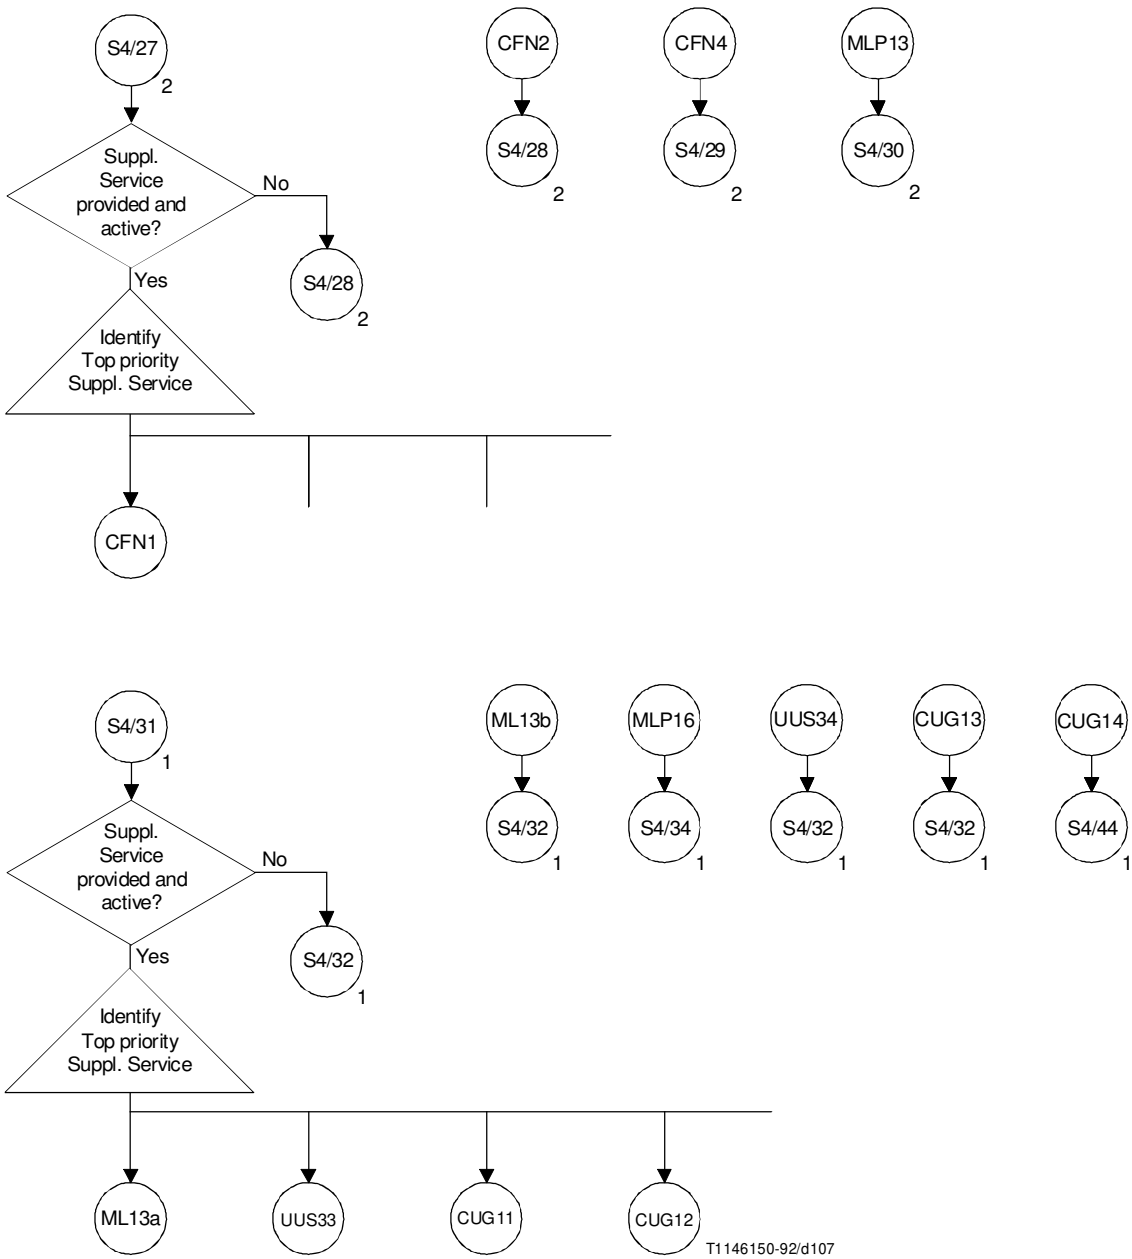 S4/27
2
Suppl.
Service
provided and
active?
No
S4/28
2
Yes
Identify
Top priority
Suppl. Service
CFN1
CFN2
S4/28
2
CFN4
S4/29
2
MLP13
S4/30
2
S4/31
1
Suppl.
Service
provided and
active?
No
S4/32
1
Yes
Identify
Top priority
Suppl. Service
ML13a
UUS33
CUG11
CUG12
ML13b
S4/32
1
MLP16
S4/34
1
UUS34
S4/32
1
CUG13
S4/32
1
CUG14
S4/44
1
T1146150-92/d107